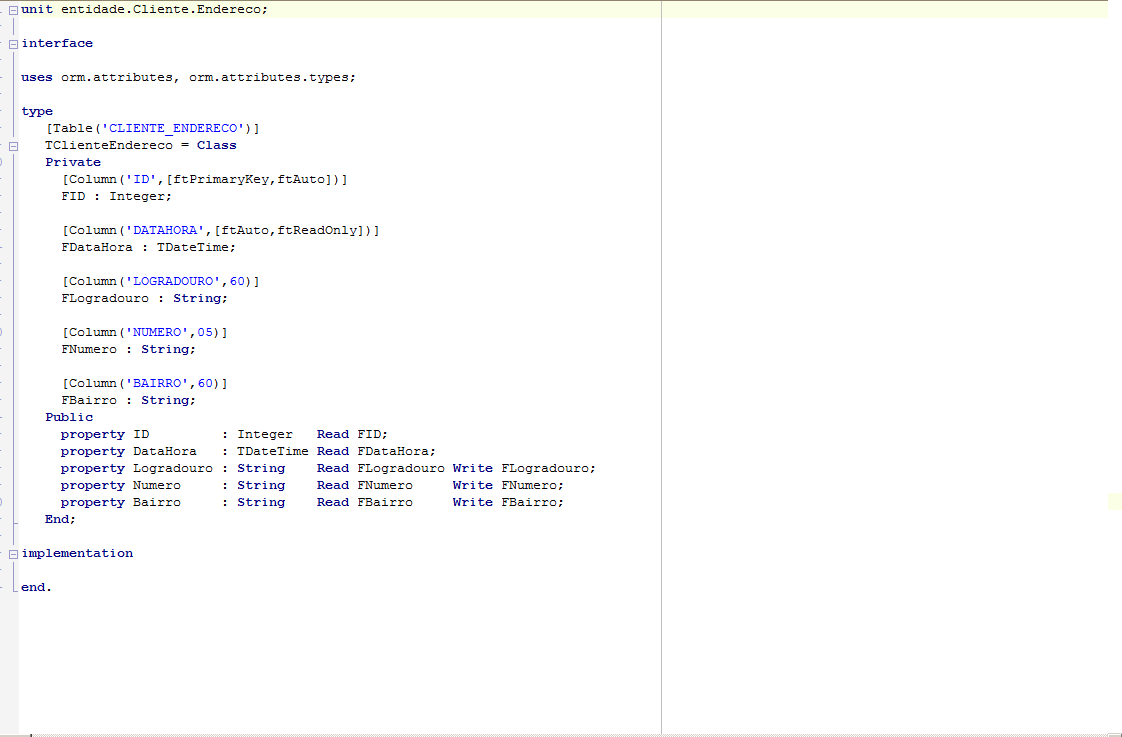 unit entidade.Cliente.Endereco;
interface
uses orm.attributes, orm.attributes.types;
type
[Table('CLIENTE_ENDERECO')]
TClienteEndereco = Class
Private
[Column('ID',[ftPrimaryKey,ftAuto])]
FID : Integer;
[Column('DATAHORA',[ftAuto,ftReadOnly])]
FDataHora : TDateTime;
[Column('LOGRADOURO',60)]
FLogradouro : String;
[Column('NUMERO',05)]
FNumero : String;
[Column('BAIRRO',60)]
FBairro : String;
Public
property ID : Integer Read FID;
property DataHora : TDateTime Read FDataHora;
property Logradouro : String Read FLogradouro Write FLogradouro;
property Numero : String Read FNumero Write FNumero;
property Bairro : String Read FBairro Write FBairro;
End;
implementation
end.